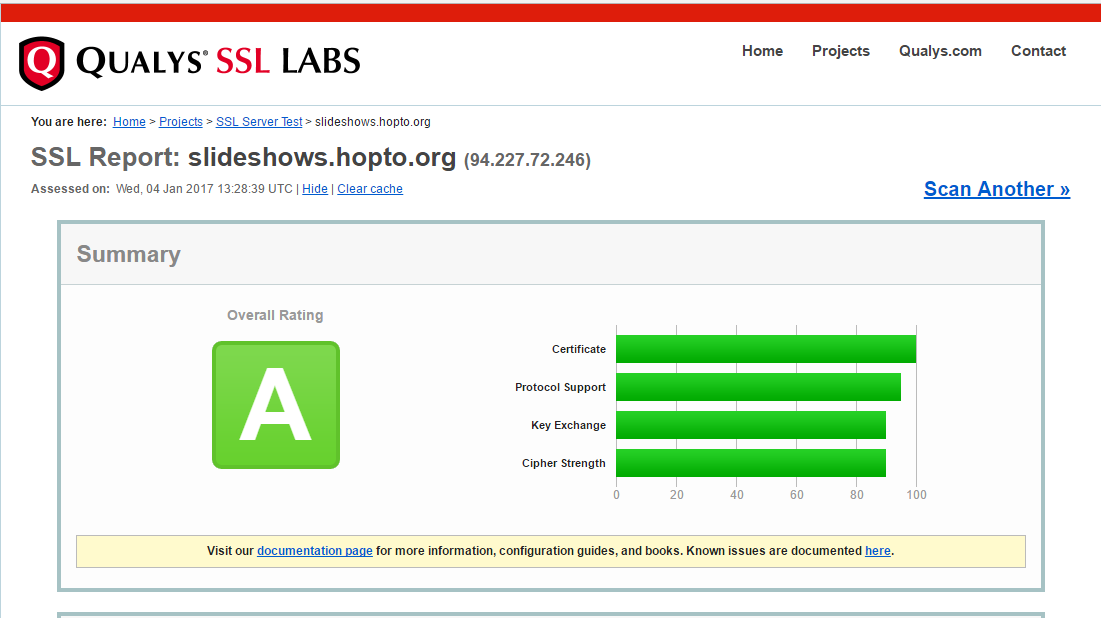 QUALYS® SSL LABS
Home Projects Qualys.com Contact
You are here: Home > Projects > SSL Server Test > slideshows.hopto.org
SSL Report: slideshows.hopto.org (94.227.72.246)
Assessed on: Wed, 04 Jan 2017 13:28:39 UTC | Hide | Clear cache
Scan Another »
Summary
Overall Rating
A
Certificate
Protocol Support
Key Exchange
Cipher Strength
0 20 40 60 80 100
Visit our documentation page for more information, configuration guides, and books. Known issues are documented here.